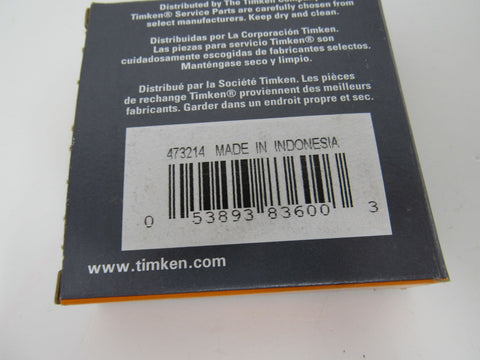 Distributed by The Timken Company.
Timken® Service Parts are carefully chosen from
select manufacturers. Keep dry and clean.
Distribuidas por La Corporación Timken.
Las piezas para servicio Timken® son
cuidadosamente escogidas de fabricantes selectos.
Manténgase seco y limpio.
Distribué par la Société Timken. Les pièces
de rechange Timken® proviennent des meilleurs
fabricants. Garder dans un endroit propre et sec.
473214 MADE IN INDONESIA
0 53893 83600 3
www.timken.com